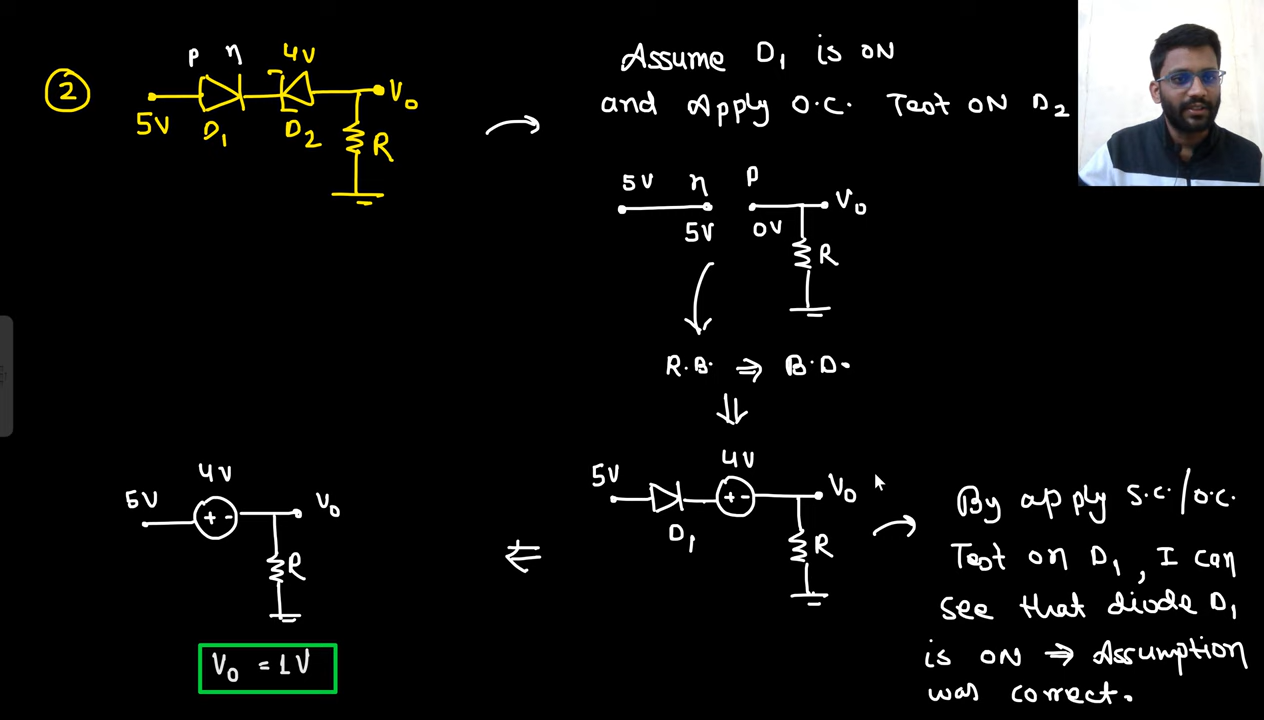 2
p n 4V
5V D1 D2 R V0
Assume D1 is ON
and Apply O.C. Test ON D2
5V n p
5V 0V V0
R
R.B. ⇒ B.D.
⇓
5V 4V V0
+ -
D1 R
By apply S.C./O.C.
Test on D1, I can
see that diode D1
is ON ⇒ Assumption
was correct.
⇐
4V
5V + - V0
R
V0 = 1V